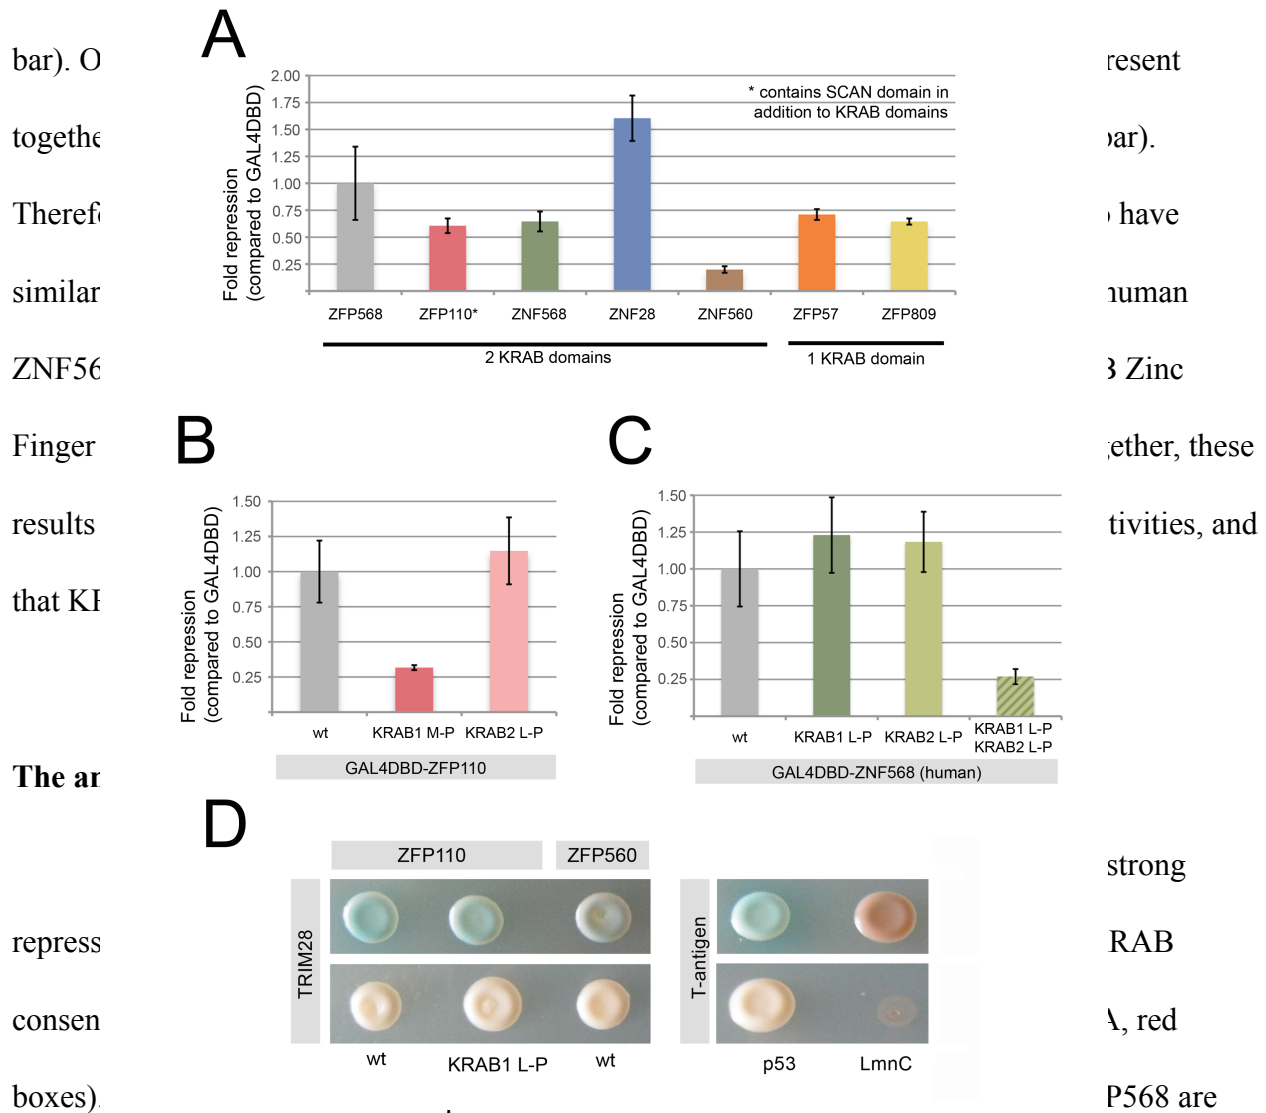 A
bar). O
resent
2.00
1.75
1.50
1.25
1.00
0.75
0.50
0.25
Fold repression
(compared to GAL4DBD)
* contains SCAN domain in
addition to KRAB domains
ZFP568 ZFP110* ZNF568 ZNF28 ZNF560 ZFP57 ZFP809
2 KRAB domains 1 KRAB domain
togethe
bar).
Therefo
have
similar
human
ZNF56
Zinc
Finger
gether, these
results
tivities, and
that KR
B
1.50
1.25
1.00
0.75
0.50
0.25
Fold repression
(compared to GAL4DBD)
wt KRAB1 M-P KRAB2 L-P
GAL4DBD-ZFP110
C
1.50
1.25
1.00
0.75
0.50
0.25
Fold repression
(compared to GAL4DBD)
wt KRAB1 L-P KRAB2 L-P KRAB1 L-P
KRAB2 L-P
GAL4DBD-ZNF568 (human)
The an
D
ZFP110 ZFP560
TRIM28
T-antigen
wt KRAB1 L-P wt p53 LmnC
strong
repress
RAB
consen
A, red
boxes).
P568 are